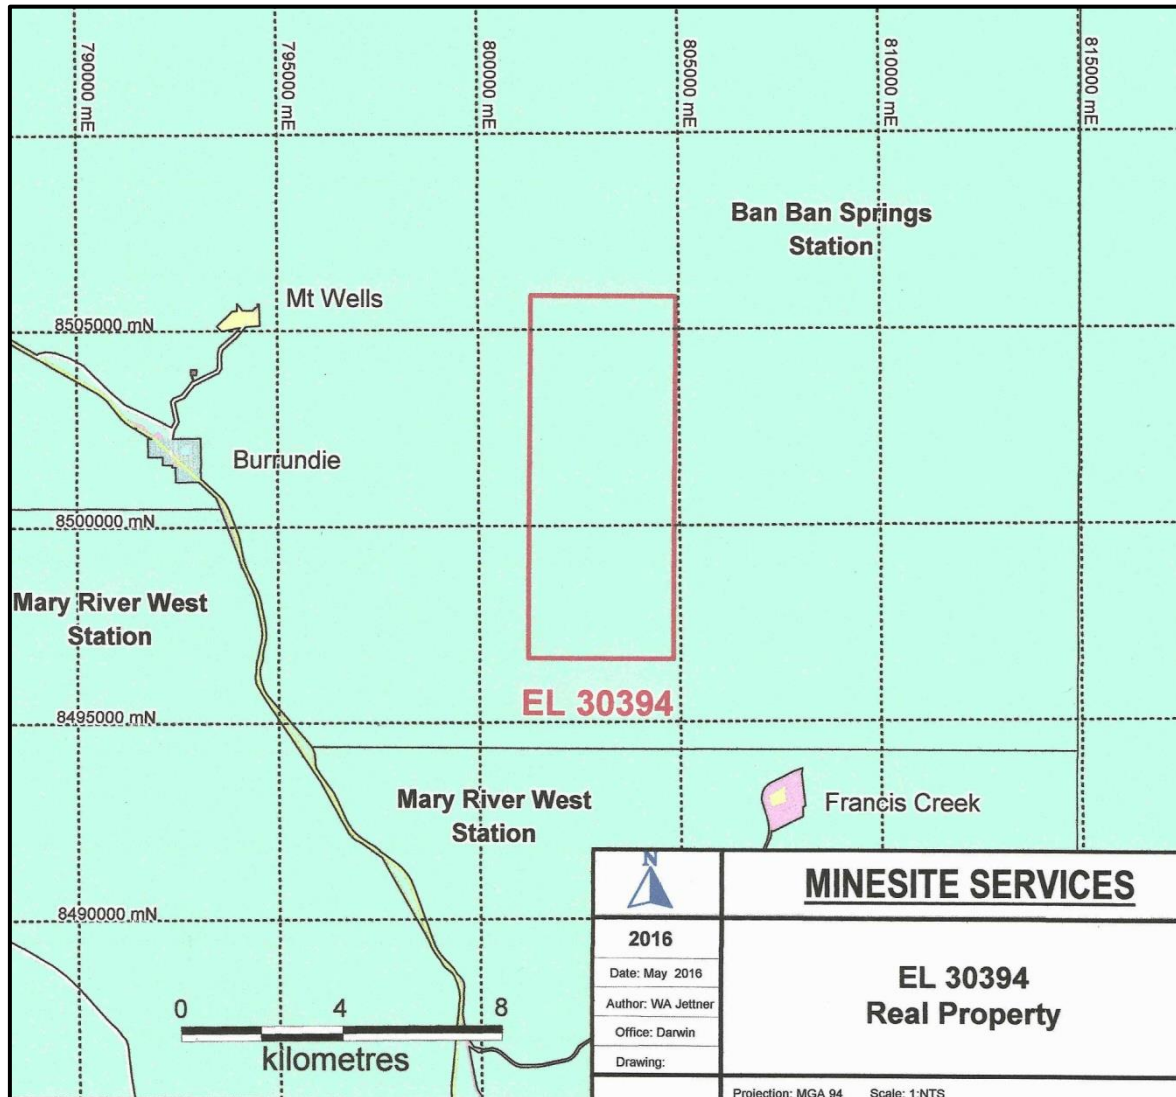 790000 mE
795000 mE
800000 mE
805000 mE
810000 mE
815000 mE
Ban Ban Springs
Station
Mt Wells
8505000 mN
Burrundie
8500000 mN
Mary River West
Station
EL 30394
8495000 mN
Mary River West
Station
Francis Creek
8490000 mN
0 4 8
kilometres
N
MINESITE SERVICES
2016
Date: May 2016
Author: WA Jettner
Office: Darwin
Drawing:
EL 30394
Real Property
Projection: MGA 94 Scale: 1:NTS